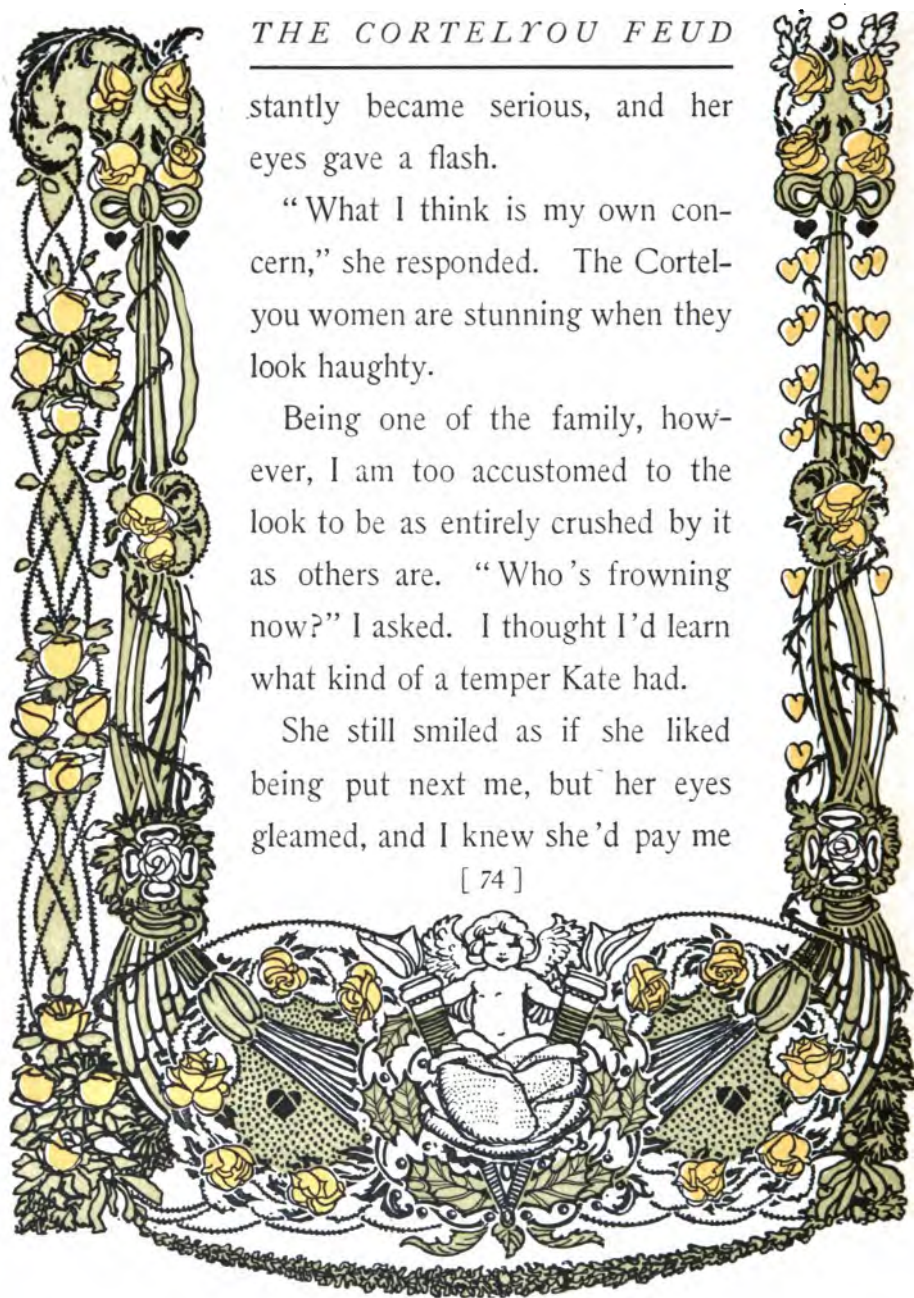 THE CORTELYOU FEUD
stantly became serious, and her
eyes gave a flash.
“What I think is my own con-
cern,” she responded. The Cortel-
you women are stunning when they
look haughty.
Being one of the family, how-
ever, I am too accustomed to the
look to be as entirely crushed by it
as others are. “Who’s frowning
now?” I asked. I thought I’d learn
what kind of a temper Kate had.
She still smiled as if she liked
being put next me, but her eyes
gleamed, and I knew she’d pay me
[ 74 ]